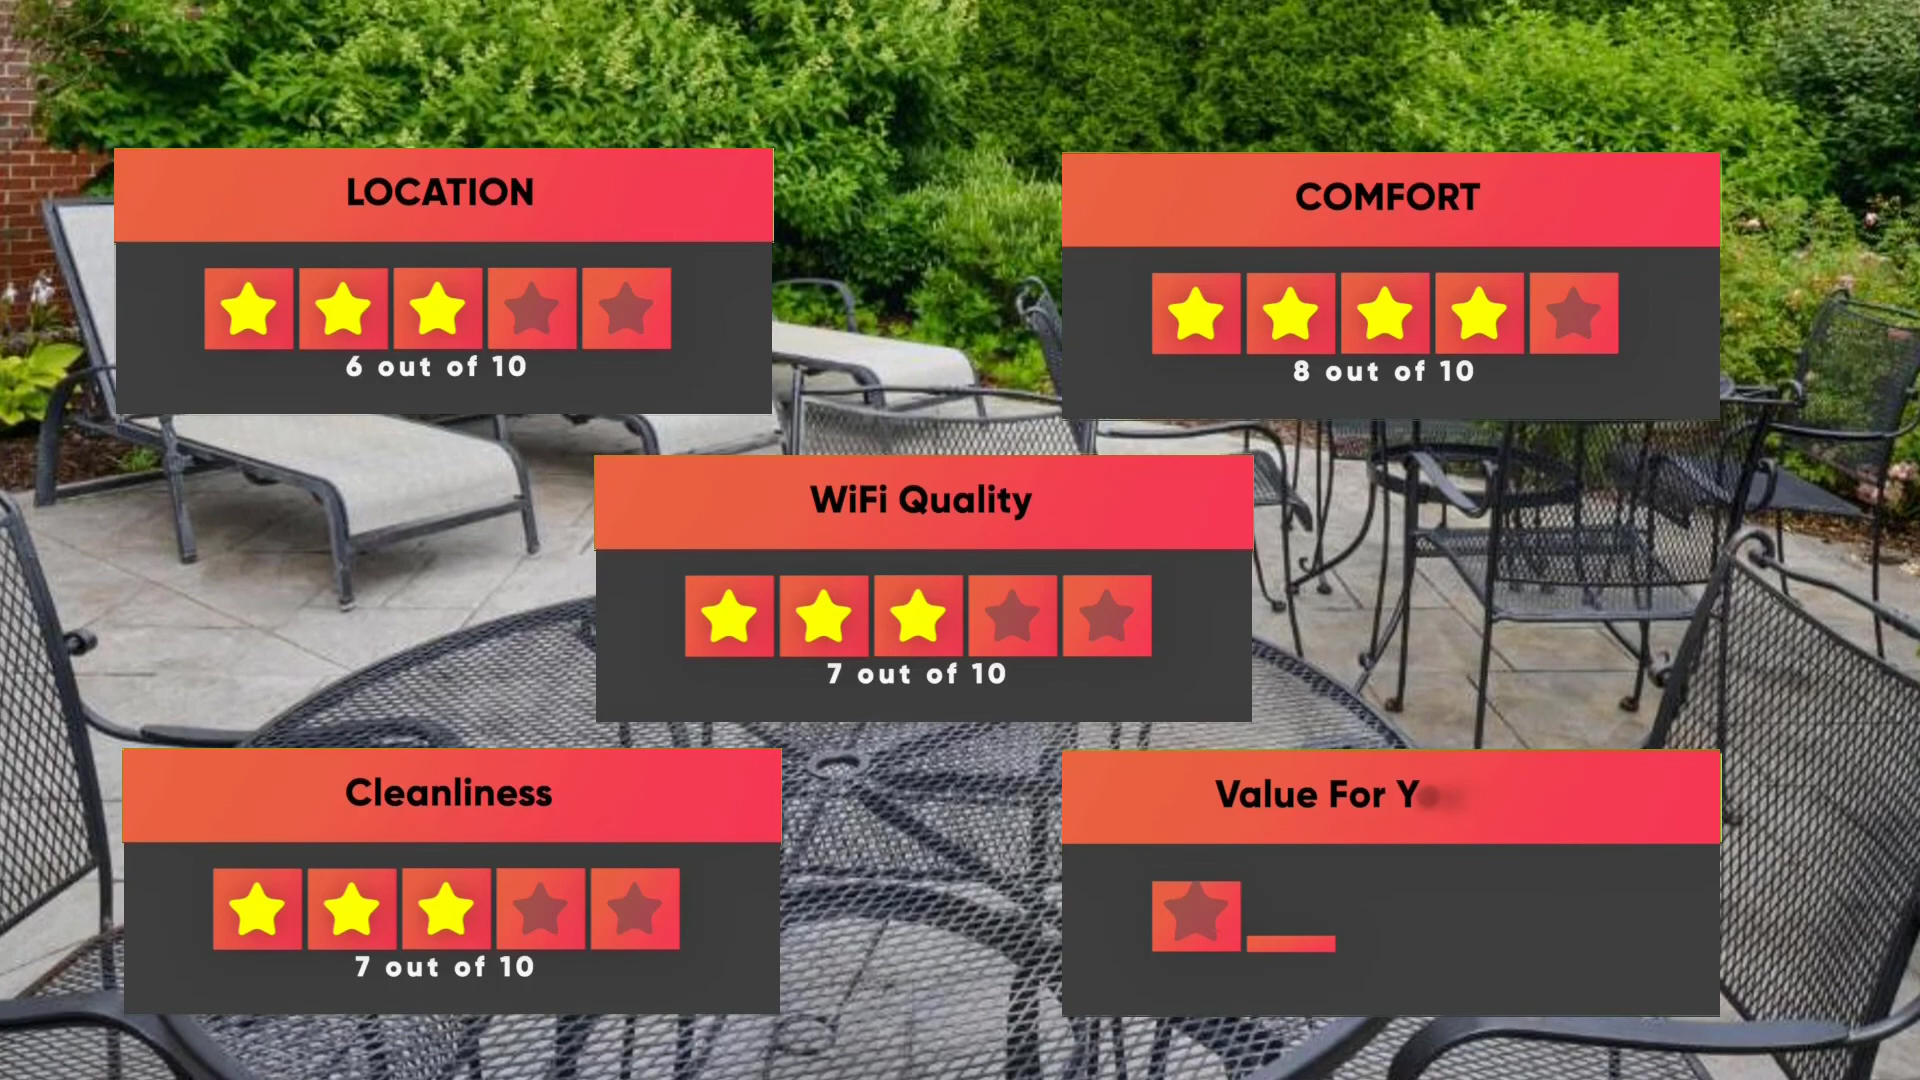 LOCATION
6 out of 10
COMFORT
8 out of 10
WiFi Quality
7 out of 10
Cleanliness
7 out of 10
Value For